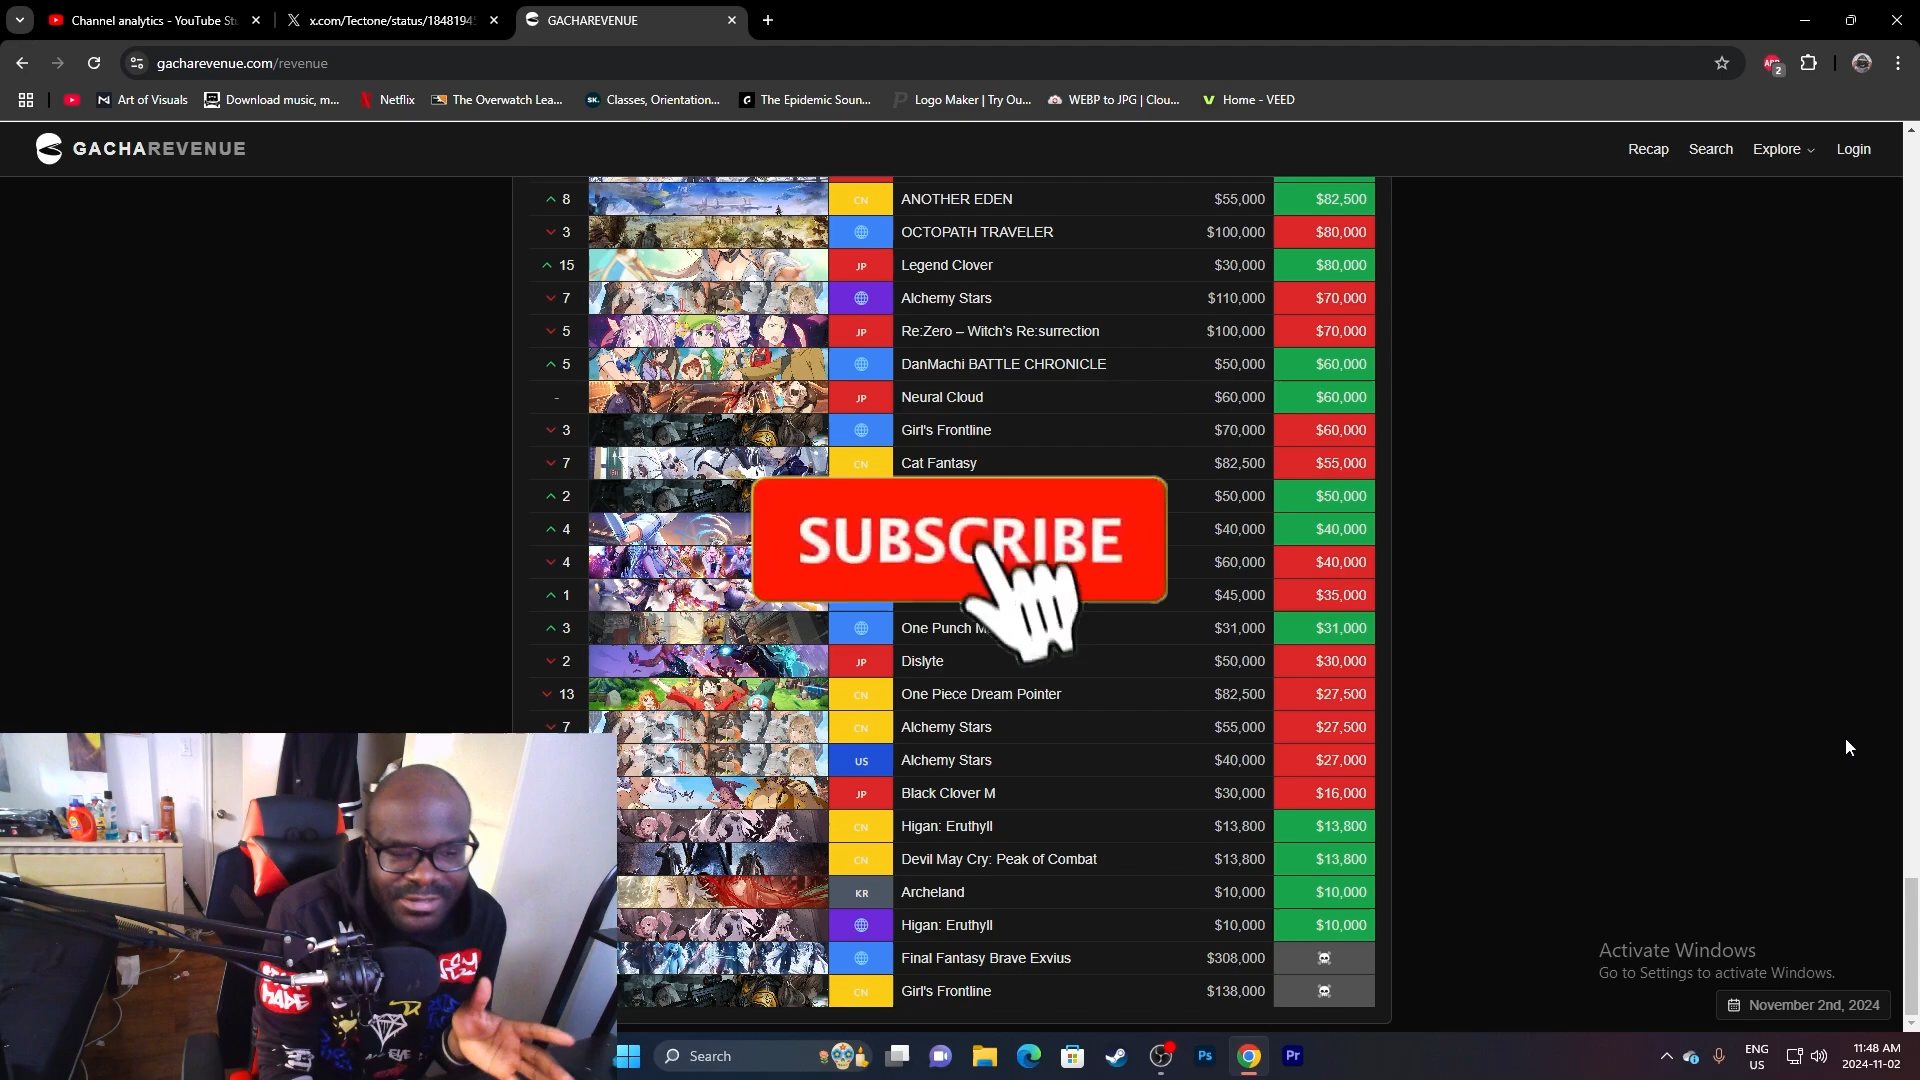 Channel analytics - YouTube St
x.com/Tectone/status/1848194
GACHAREVENUE
gacharevenue.com/revenue
2
Art of Visuals
Download music, m...
Netflix
The Overwatch Lea...
SK.
Classes, Orientation...
The Epidemic Soun...
Logo Maker | Try Ou...
WEBP to JPG | Clou...
Home - VEED
GACHAREVENUE
Recap Search Explore Login
8 CN ANOTHER EDEN $55,000 $82,500
3 OCTOPATH TRAVELER $100,000 $80,000
15 JP Legend Clover $30,000 $80,000
7 Alchemy Stars $110,000 $70,000
5 JP Re:Zero – Witch's Re:surrection $100,000 $70,000
5 DanMachi BATTLE CHRONICLE $50,000 $60,000
- JP Neural Cloud $60,000 $60,000
3 Girl's Frontline $70,000 $60,000
7 CN Cat Fantasy $82,500 $55,000
2 $50,000 $50,000
4 $40,000 $40,000
SUBSCRIBE
4 $60,000 $40,000
1 $45,000 $35,000
3 One Punch M $31,000 $31,000
2 JP Dislyte $50,000 $30,000
13 CN One Piece Dream Pointer $82,500 $27,500
7 CN Alchemy Stars $55,000 $27,500
US Alchemy Stars $40,000 $27,000
JP Black Clover M $30,000 $16,000
CN Higan: Eruthyll $13,800 $13,800
CN Devil May Cry: Peak of Combat $13,800 $13,800
KR Archeland $10,000 $10,000
Higan: Eruthyll $10,000 $10,000
Final Fantasy Brave Exvius $308,000
CN Girl's Frontline $138,000
Activate Windows
Go to Settings to activate Windows.
November 2nd, 2024
Search
Ps
Pr
ENG
US
11:48 AM
2024-11-02